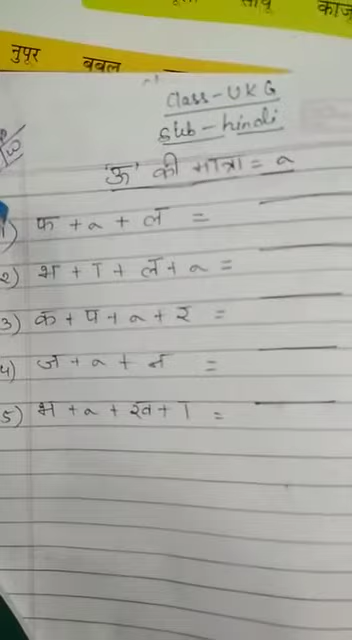 काजू
नुपूर बबल
Class-UKG
Sub-hindi
'ऊ' की मात्रा = ू
1) फ + ू + ल =
2) भ + ा + ल + ू =
3) क + प + ू + र =
4) ज + ू + न =
5) भ + ू + ख + ा =